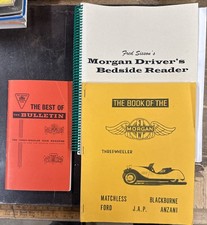 Fred Sisson's
Morgan Driver's
Bedside Reader
THE BEST OF
THE BULLETIN
THE BOOK OF THE
MORGAN
THREEWHEELER
MATCHLESS BLACKBURNE
FORD J.A.P. ANZANI